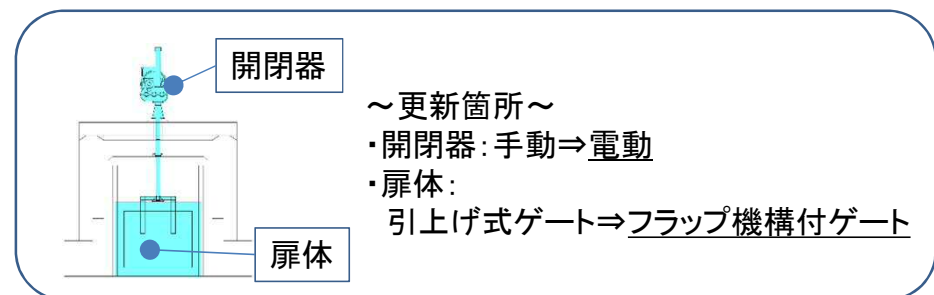 開閉器
～更新箇所～
・開閉器：手動⇒電動
・扉体：
引上げ式ゲート⇒フラップ機構付ゲート
扉体